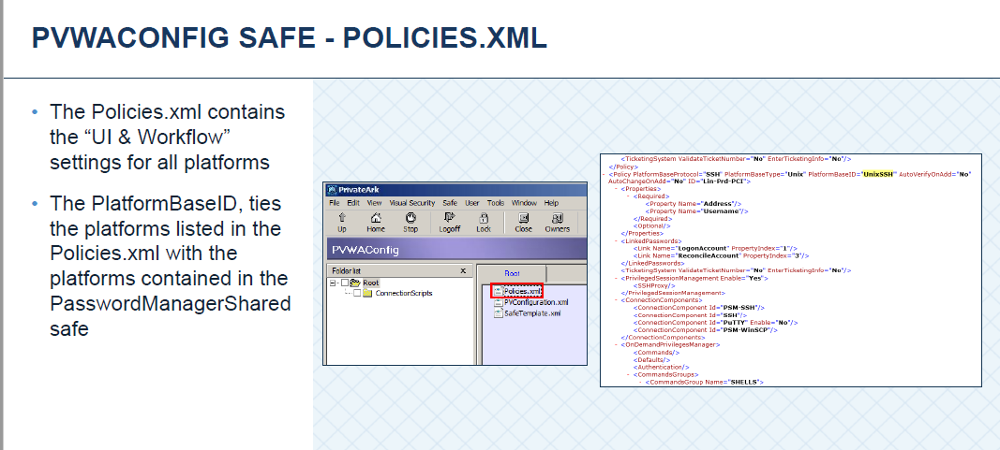 PVWACONFIG SAFE - POLICIES.XML
• The Policies.xml contains
the “UI & Workflow”
settings for all platforms
• The PlatformBaseID, ties
the platforms listed in the
Policies.xml with the
platforms contained in the
PasswordManagerShared
safe
PrivateArk
File Edit View Visual Security Safe User Tools Window Help
Up Home Stop Logoff Lock Close Owners
PVWAConfig
Folder list x
Root
ConnectionScripts
Root
Policies.xml
PVConfiguration.xml
SafeTemplate.xml
<TicketingSystem ValidateTicketNumber="No" EnterTicketingInfo="No"/>
</Policy>
- <Policy PlatformBaseProtocol="SSH" PlatformBaseType="Unix" PlatformBaseID="UnixSSH" AutoVerifyOnAdd="No"
AutoChangeOnAdd="No" ID="Lin-Prd-PCI">
- <Properties>
- <Required>
<Property Name="Address"/>
<Property Name="Username"/>
</Required>
<Optional/>
</Properties>
- <LinkedPasswords>
<Link Name="LogonAccount" PropertyIndex="1"/>
<Link Name="ReconcileAccount" PropertyIndex="3"/>
</LinkedPasswords>
<TicketingSystem ValidateTicketNumber="No" EnterTicketingInfo="No"/>
- <PrivilegedSessionManagement Enable="Yes">
<SSHProxy/>
</PrivilegedSessionManagement>
- <ConnectionComponents>
<ConnectionComponent Id="PSM-SSH"/>
<ConnectionComponent Id="SSH"/>
<ConnectionComponent Id="PuTTY" Enable="No"/>
<ConnectionComponent Id="PSM-WinSCP"/>
</ConnectionComponents>
- <OnDemandPrivilegesManager>
<Commands/>
<Defaults/>
<Authentication/>
- <CommandsGroups>
- <CommandsGroup Name="SHELLS">